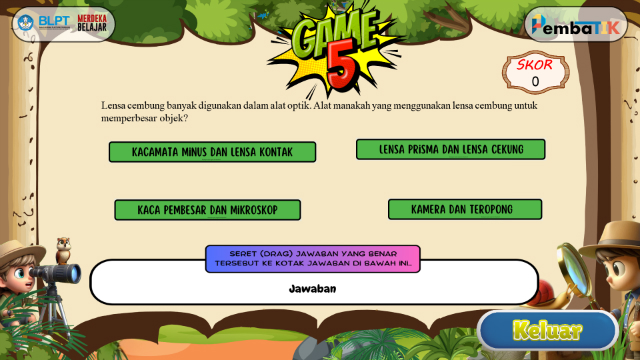 BLPT
MERDEKA
BELAJAR
GAME
5
PembaTIK
SKOR
0
Lensa cembung banyak digunakan dalam alat optik. Alat manakah yang menggunakan lensa cembung untuk
memperbesar objek?
KACAMATA MINUS DAN LENSA KONTAK
LENSA PRISMA DAN LENSA CEKUNG
KACA PEMBESAR DAN MIKROSKOP
KAMERA DAN TEROPONG
SERET (DRAG) JAWABAN YANG BENAR
TERSEBUT KE KOTAK JAWABAN DI BAWAH INI..
Jawaban
Keluar